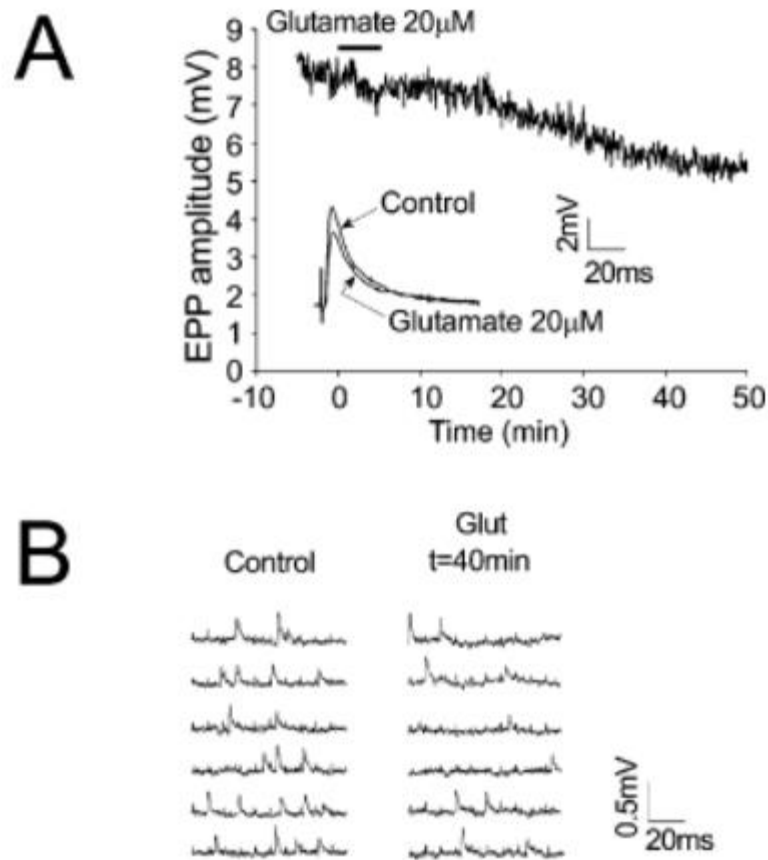 A
Glutamate 20μM
EPP amplitude (mV)
9
8
7
6
5
4
3
2
1
0
Control
Glutamate 20μM
2mV
20ms
-10 0 10 20 30 40 50
Time (min)
B
Control
Glut
t=40min
0.5mV
20ms